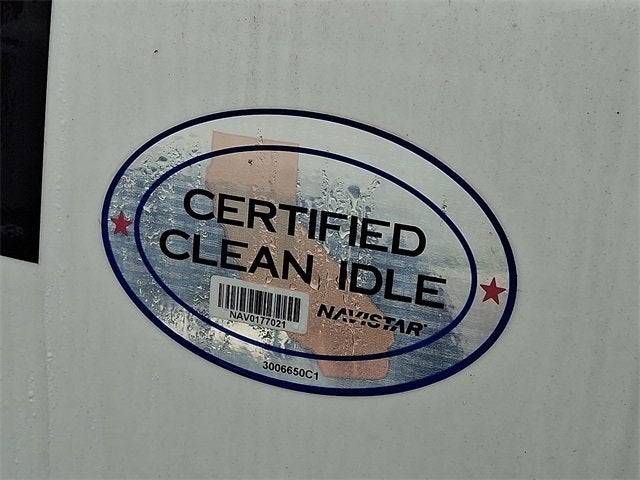 CERTIFIED
CLEAN IDLE
NAV0177021
NAVISTAR
3006650C1